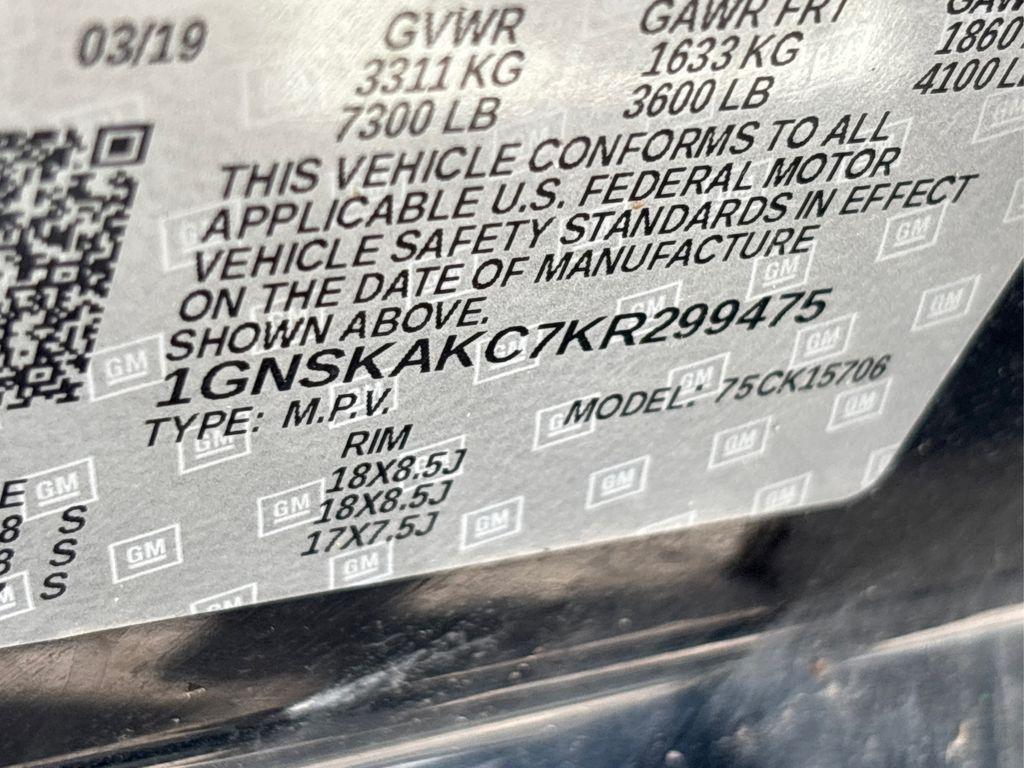 03/19
GVWR
3311 KG
7300 LB
GAWR FRT
1633 KG
3600 LB
1860
4100
THIS VEHICLE CONFORMS TO ALL
APPLICABLE U.S. FEDERAL MOTOR
VEHICLE SAFETY STANDARDS IN EFFECT
ON THE DATE OF MANUFACTURE
SHOWN ABOVE.
1GNSKAKC7KR299475
TYPE: M.P.V.
MODEL: 75CK15706
RIM
18X8.5J
S 18X8.5J
S 17X7.5J
S
GM